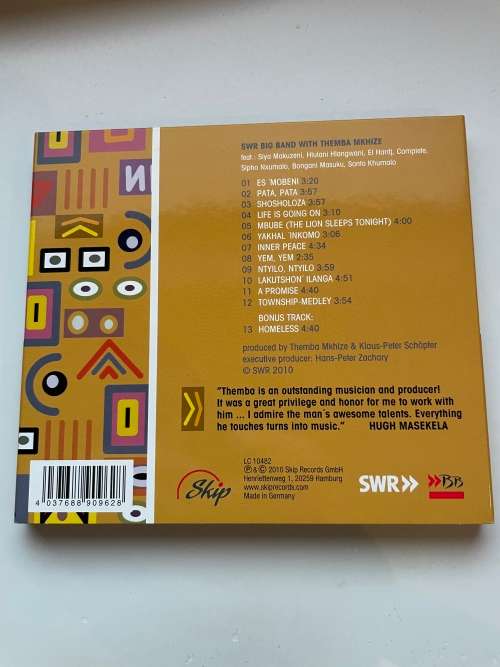 SWR BIG BAND WITH THEMBA MKHIZE
feat.: Siya Makuzeni, Hlulani Hlangwani, El Hardj, Complete,
Sipho Nxumalo, Bongani Masuku, Santo Khumalo
01 ES´MOBENI 3:20
02 PATA, PATA 3:57
03 SHOSHOLOZA 3:57
04 LIFE IS GOING ON 3:10
05 MBUBE (THE LION SLEEPS TONIGHT) 4:00
06 YAKHAL´INKOMO 3:06
07 INNER PEACE 4:34
08 YEM, YEM 2:35
09 NTYILO, NTYILO 3:59
10 LAKUTSHON´ILANGA 4:51
11 A PROMISE 4:40
12 TOWNSHIP-MEDLEY 3:54
BONUS TRACK:
13 HOMELESS 4:40
produced by Themba Mkhize & Klaus-Peter Schöpfer
executive producer: Hans-Peter Zachary
© SWR 2010
"Themba is an outstanding musician and producer!
It was a great privilege and honor for me to work with
him ... I admire the man´s awesome talents. Everything
he touches turns into music." HUGH MASEKELA
LC 10482
℗ & © 2010 Skip Records GmbH
Henriettenweg 1, 20259 Hamburg
www.skiprecords.com
Made in Germany
Skip
SWR
BB
4 037688 909628